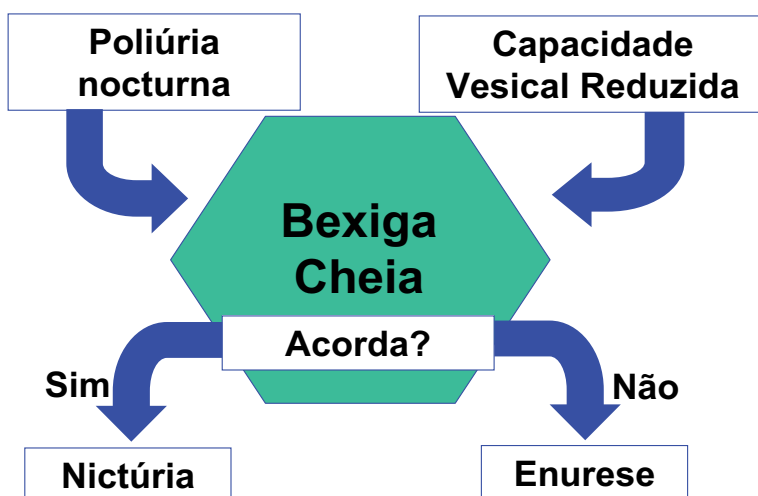 Poliúria
nocturna
Capacidade
Vesical Reduzida
Bexiga
Cheia
Acorda?
Sim
Não
Nictúria
Enurese